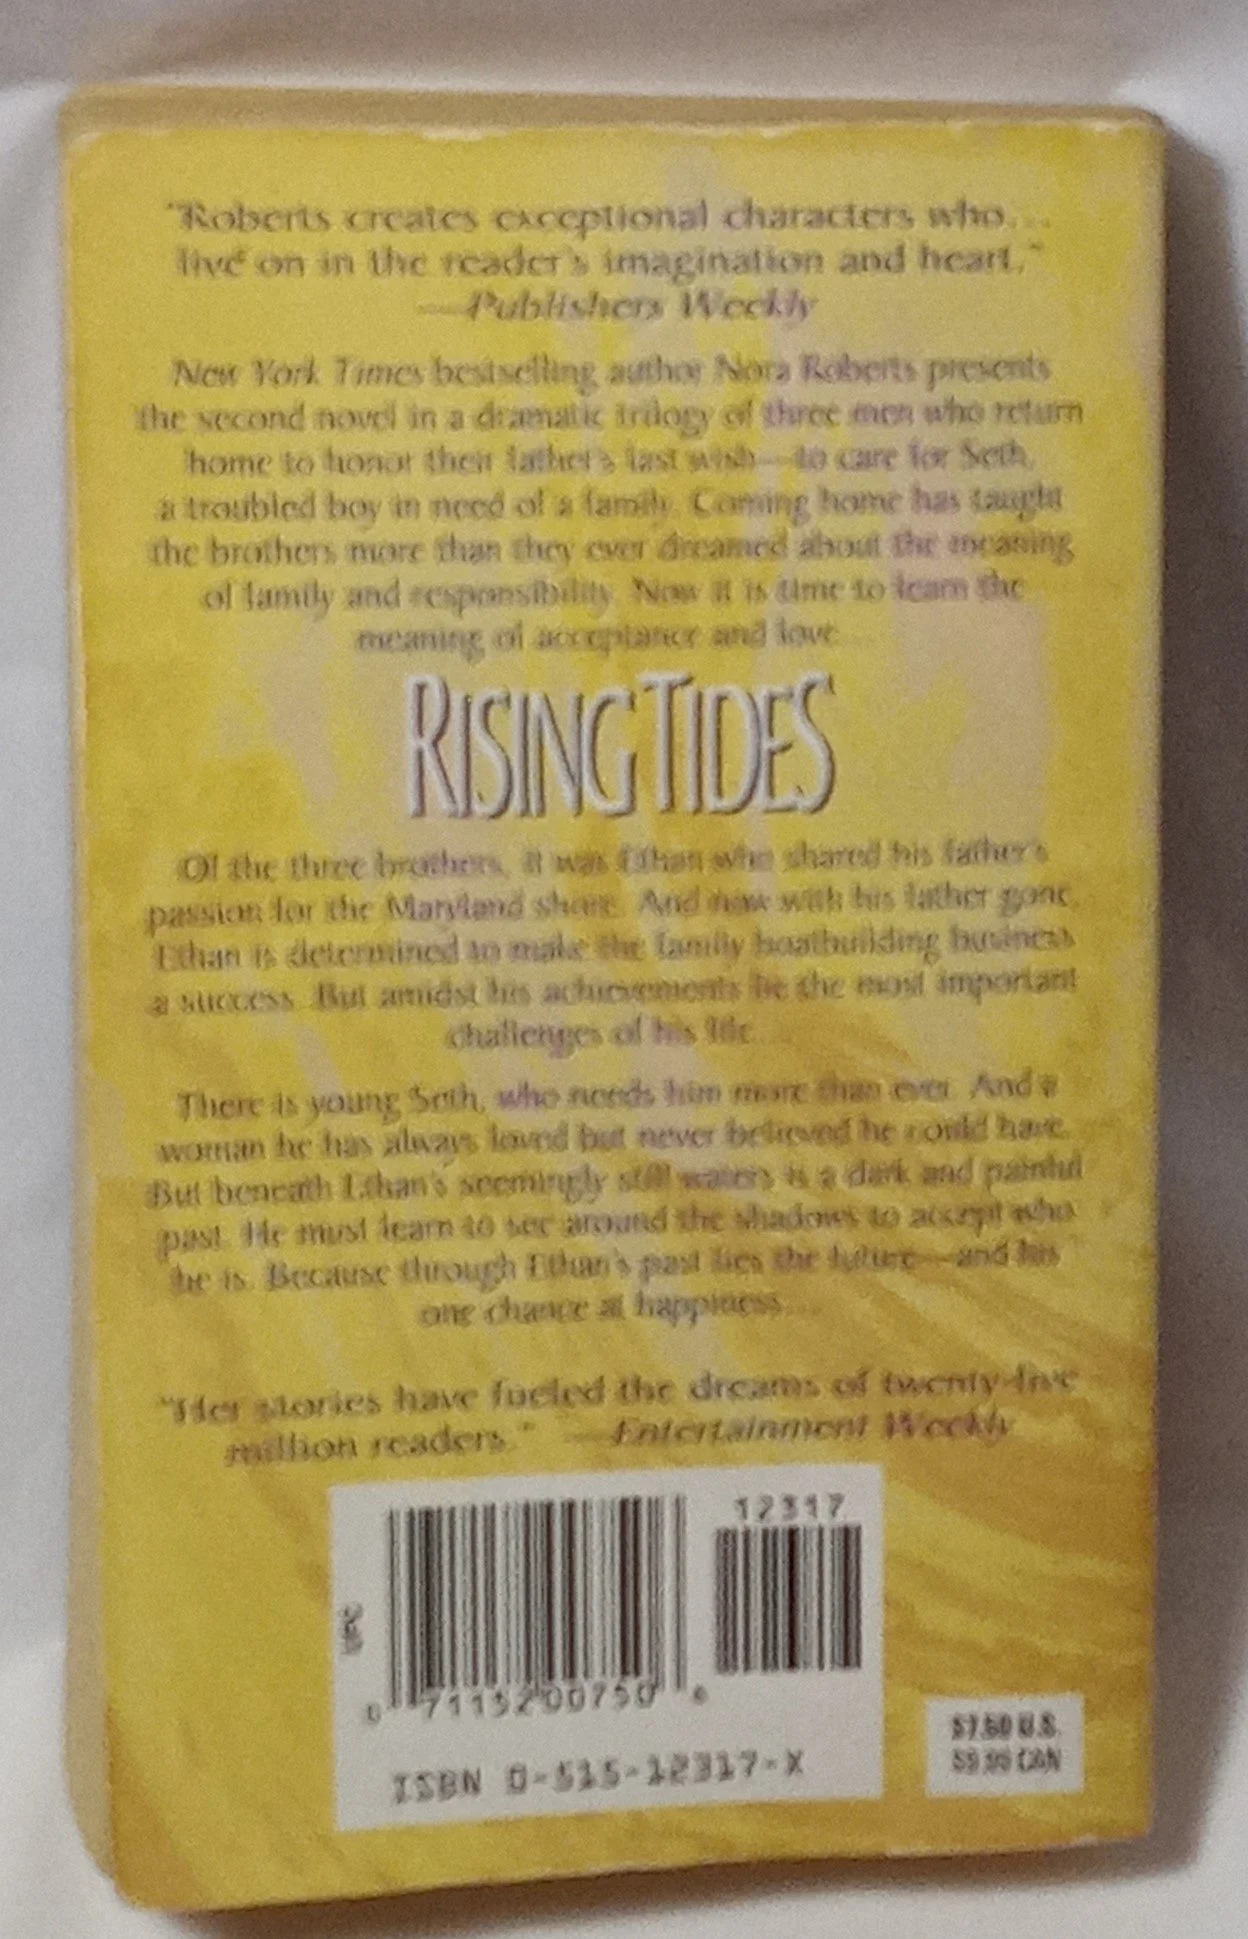 "Roberts creates exceptional characters who...
live on in the reader's imagination and heart."
—Publishers Weekly
New York Times bestselling author Nora Roberts presents
the second novel in a dramatic trilogy of three men who return
home to honor their father's last wish—to care for Seth,
a troubled boy in need of a family. Coming home has taught
the brothers more than they ever dreamed about the meaning
of family and responsibility. Now it is time to learn the
meaning of acceptance and love...
RISING TIDES
Of the three brothers, it was Ethan who shared his father's
passion for the Maryland shore. And now with his father gone,
Ethan is determined to make the family boatbuilding business
a success. But amidst his achievements lie the most important
challenges of his life...
There is young Seth, who needs him more than ever. And a
woman he has always loved but never believed he could have.
But beneath Ethan's seemingly still waters is a dark and painful
past. He must learn to see around the shadows to accept who
he is. Because through Ethan's past lies the future—and his
one chance at happiness...
"Her stories have fueled the dreams of twenty-five
million readers." —Entertainment Weekly
12317
0 71152 00750 6
ISBN 0-515-12317-X
$7.50 U.S.
$9.99 CAN